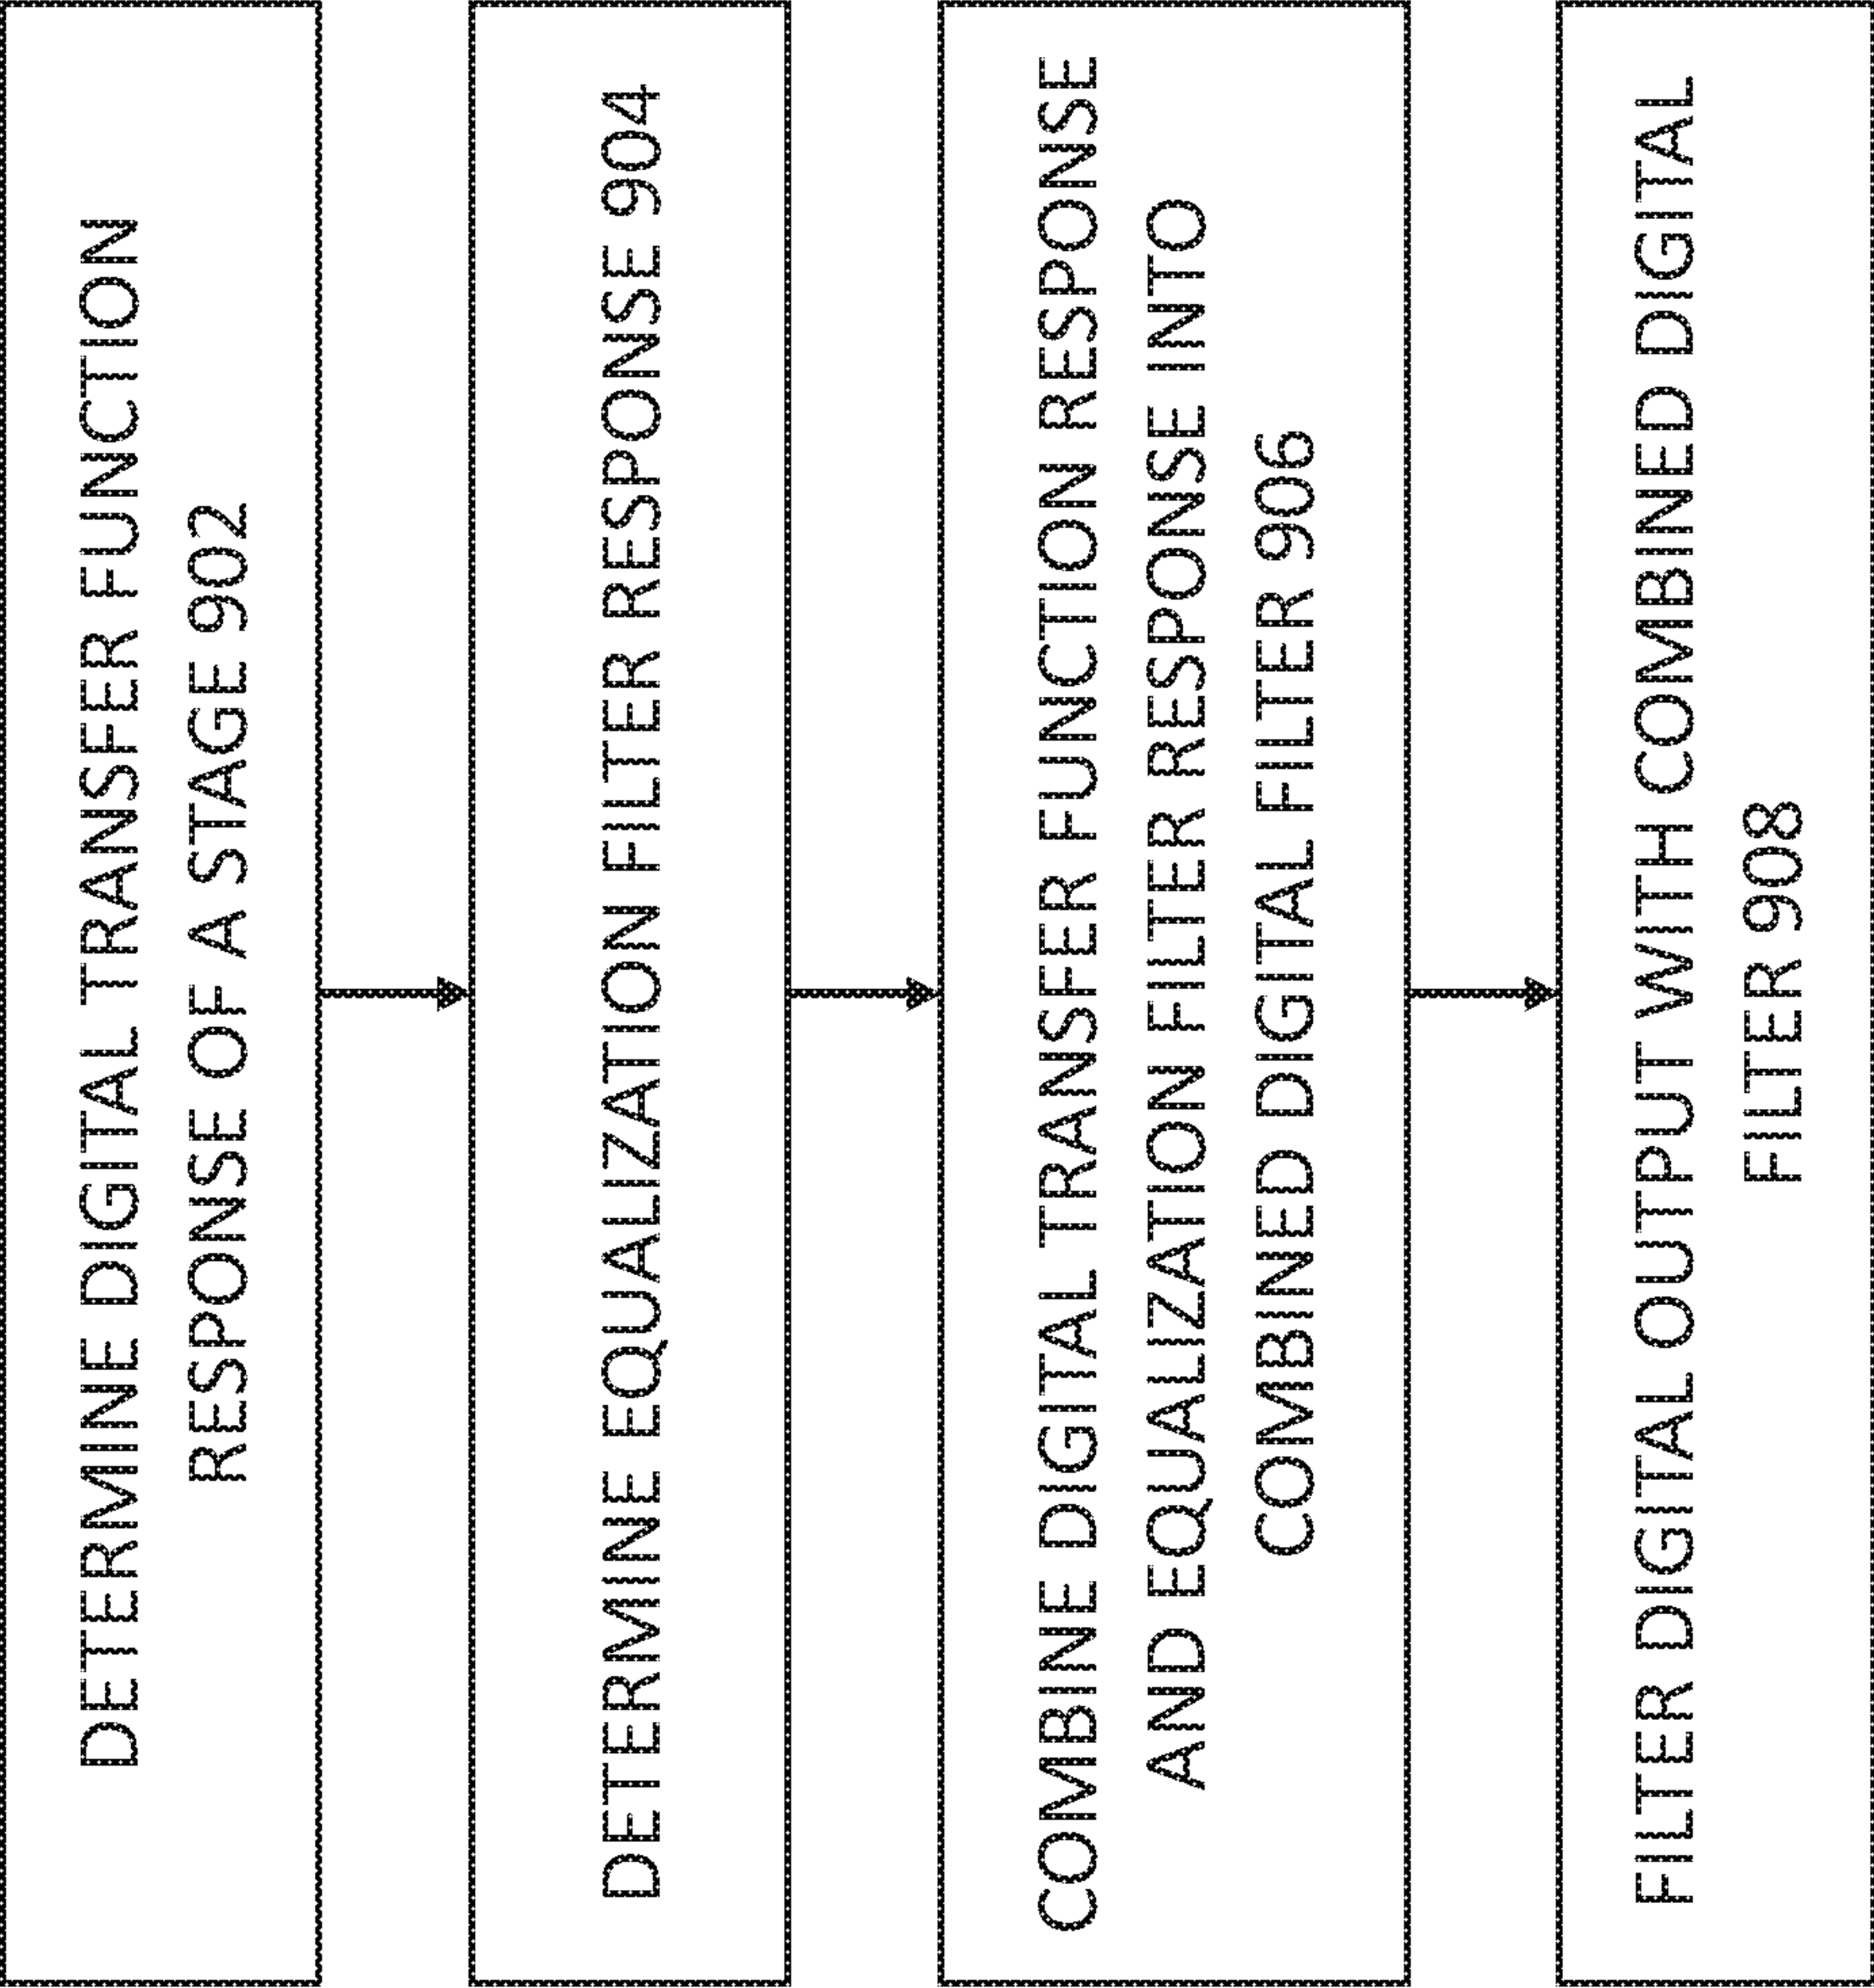 DETERMINE DIGITAL TRANSFER FUNCTION
RESPONSE OF A STAGE 902
DETERMINE EQUALIZATION FILTER RESPONSE 904
COMBINE DIGITAL TRANSFER FUNCTION RESPONSE
AND EQUALIZATION FILTER RESPONSE INTO
COMBINED DIGITAL FILTER 906
FILTER DIGITAL OUTPUT WITH COMBINED DIGITAL
FILTER 908